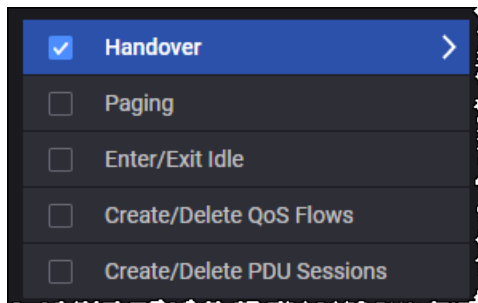 Handover
Paging
Enter/Exit Idle
Create/Delete QoS Flows
Create/Delete PDU Sessions